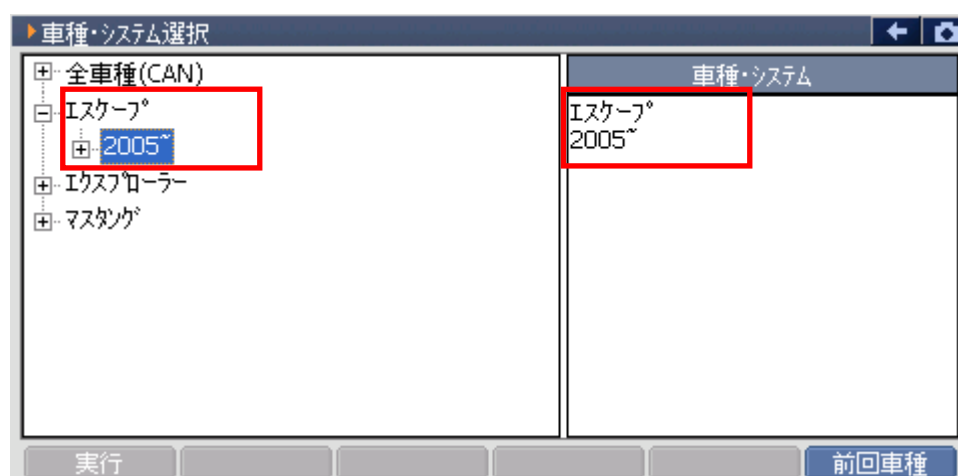 車種･システム選択
全車種(CAN)
ｴｽｹｰﾌﾟ
2005~
ｴｸｽﾌﾟﾛｰﾗｰ
ﾏｽﾀﾝｸﾞ
車種･システム
ｴｽｹｰﾌﾟ
2005~
実行
前回車種